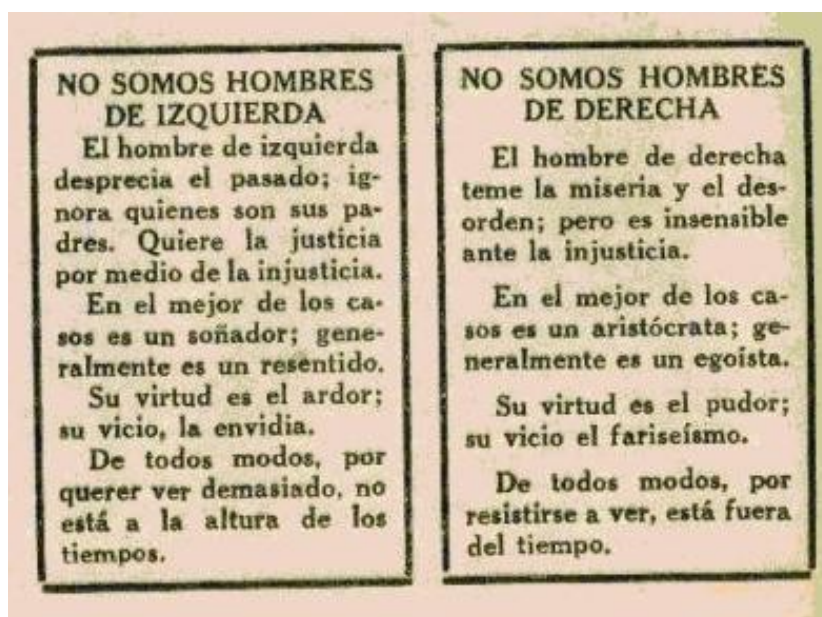 NO SOMOS HOMBRES
DE IZQUIERDA
El hombre de izquierda
desprecia el pasado; ig-
nora quienes son sus pa-
dres. Quiere la justicia
por medio de la injusticia.
En el mejor de los ca-
sos es un soñador; gene-
ralmente es un resentido.
Su virtud es el ardor;
su vicio, la envidia.
De todos modos, por
querer ver demasiado, no
está a la altura de los
tiempos.
NO SOMOS HOMBRES
DE DERECHA
El hombre de derecha
teme la miseria y el des-
orden; pero es insensible
ante la injusticia.
En el mejor de los ca-
sos es un aristócrata; ge-
neralmente es un egoista.
Su virtud es el pudor;
su vicio el fariseísmo.
De todos modos, por
resistirse a ver, está fuera
del tiempo.